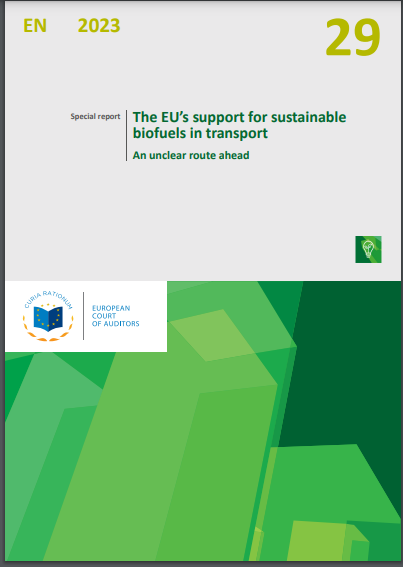 EN 2023
29
Special report
The EU's support for sustainable
biofuels in transport
An unclear route ahead
CURIA RATIONUM
EUROPEAN
COURT
OF AUDITORS